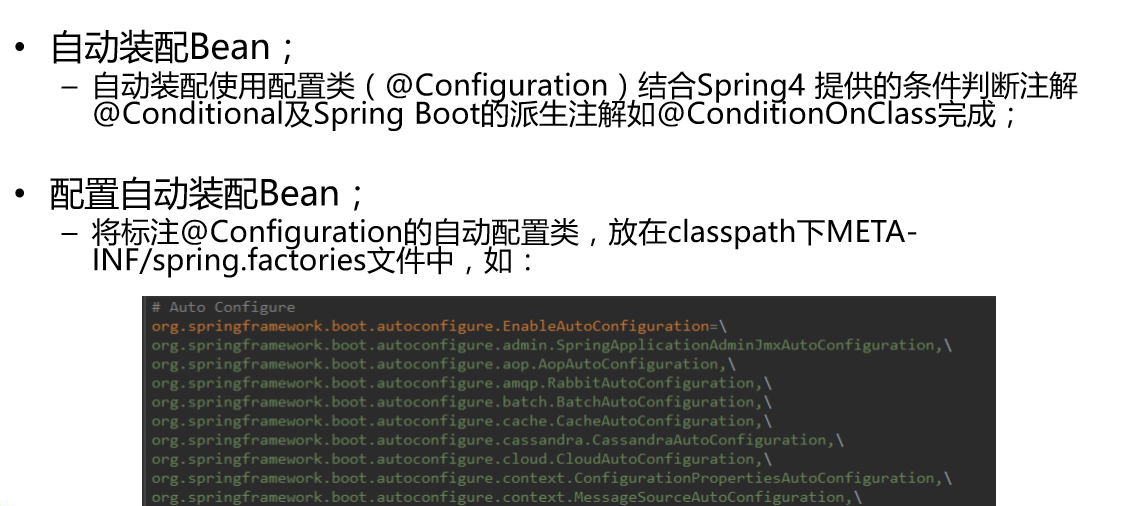 • 自动装配Bean；
– 自动装配使用配置类（@Configuration）结合Spring4 提供的条件判断注解
@Conditional及Spring Boot的派生注解如@ConditionOnClass完成；
• 配置自动装配Bean；
– 将标注@Configuration的自动配置类，放在classpath下META-
INF/spring.factories文件中，如：
# Auto Configure
org.springframework.boot.autoconfigure.EnableAutoConfiguration=\
org.springframework.boot.autoconfigure.admin.SpringApplicationAdminJmxAutoConfiguration,\
org.springframework.boot.autoconfigure.aop.AopAutoConfiguration,\
org.springframework.boot.autoconfigure.amqp.RabbitAutoConfiguration,\
org.springframework.boot.autoconfigure.batch.BatchAutoConfiguration,\
org.springframework.boot.autoconfigure.cache.CacheAutoConfiguration,\
org.springframework.boot.autoconfigure.cassandra.CassandraAutoConfiguration,\
org.springframework.boot.autoconfigure.cloud.CloudAutoConfiguration,\
org.springframework.boot.autoconfigure.context.ConfigurationPropertiesAutoConfiguration,\
org.springframework.boot.autoconfigure.context.MessageSourceAutoConfiguration,\